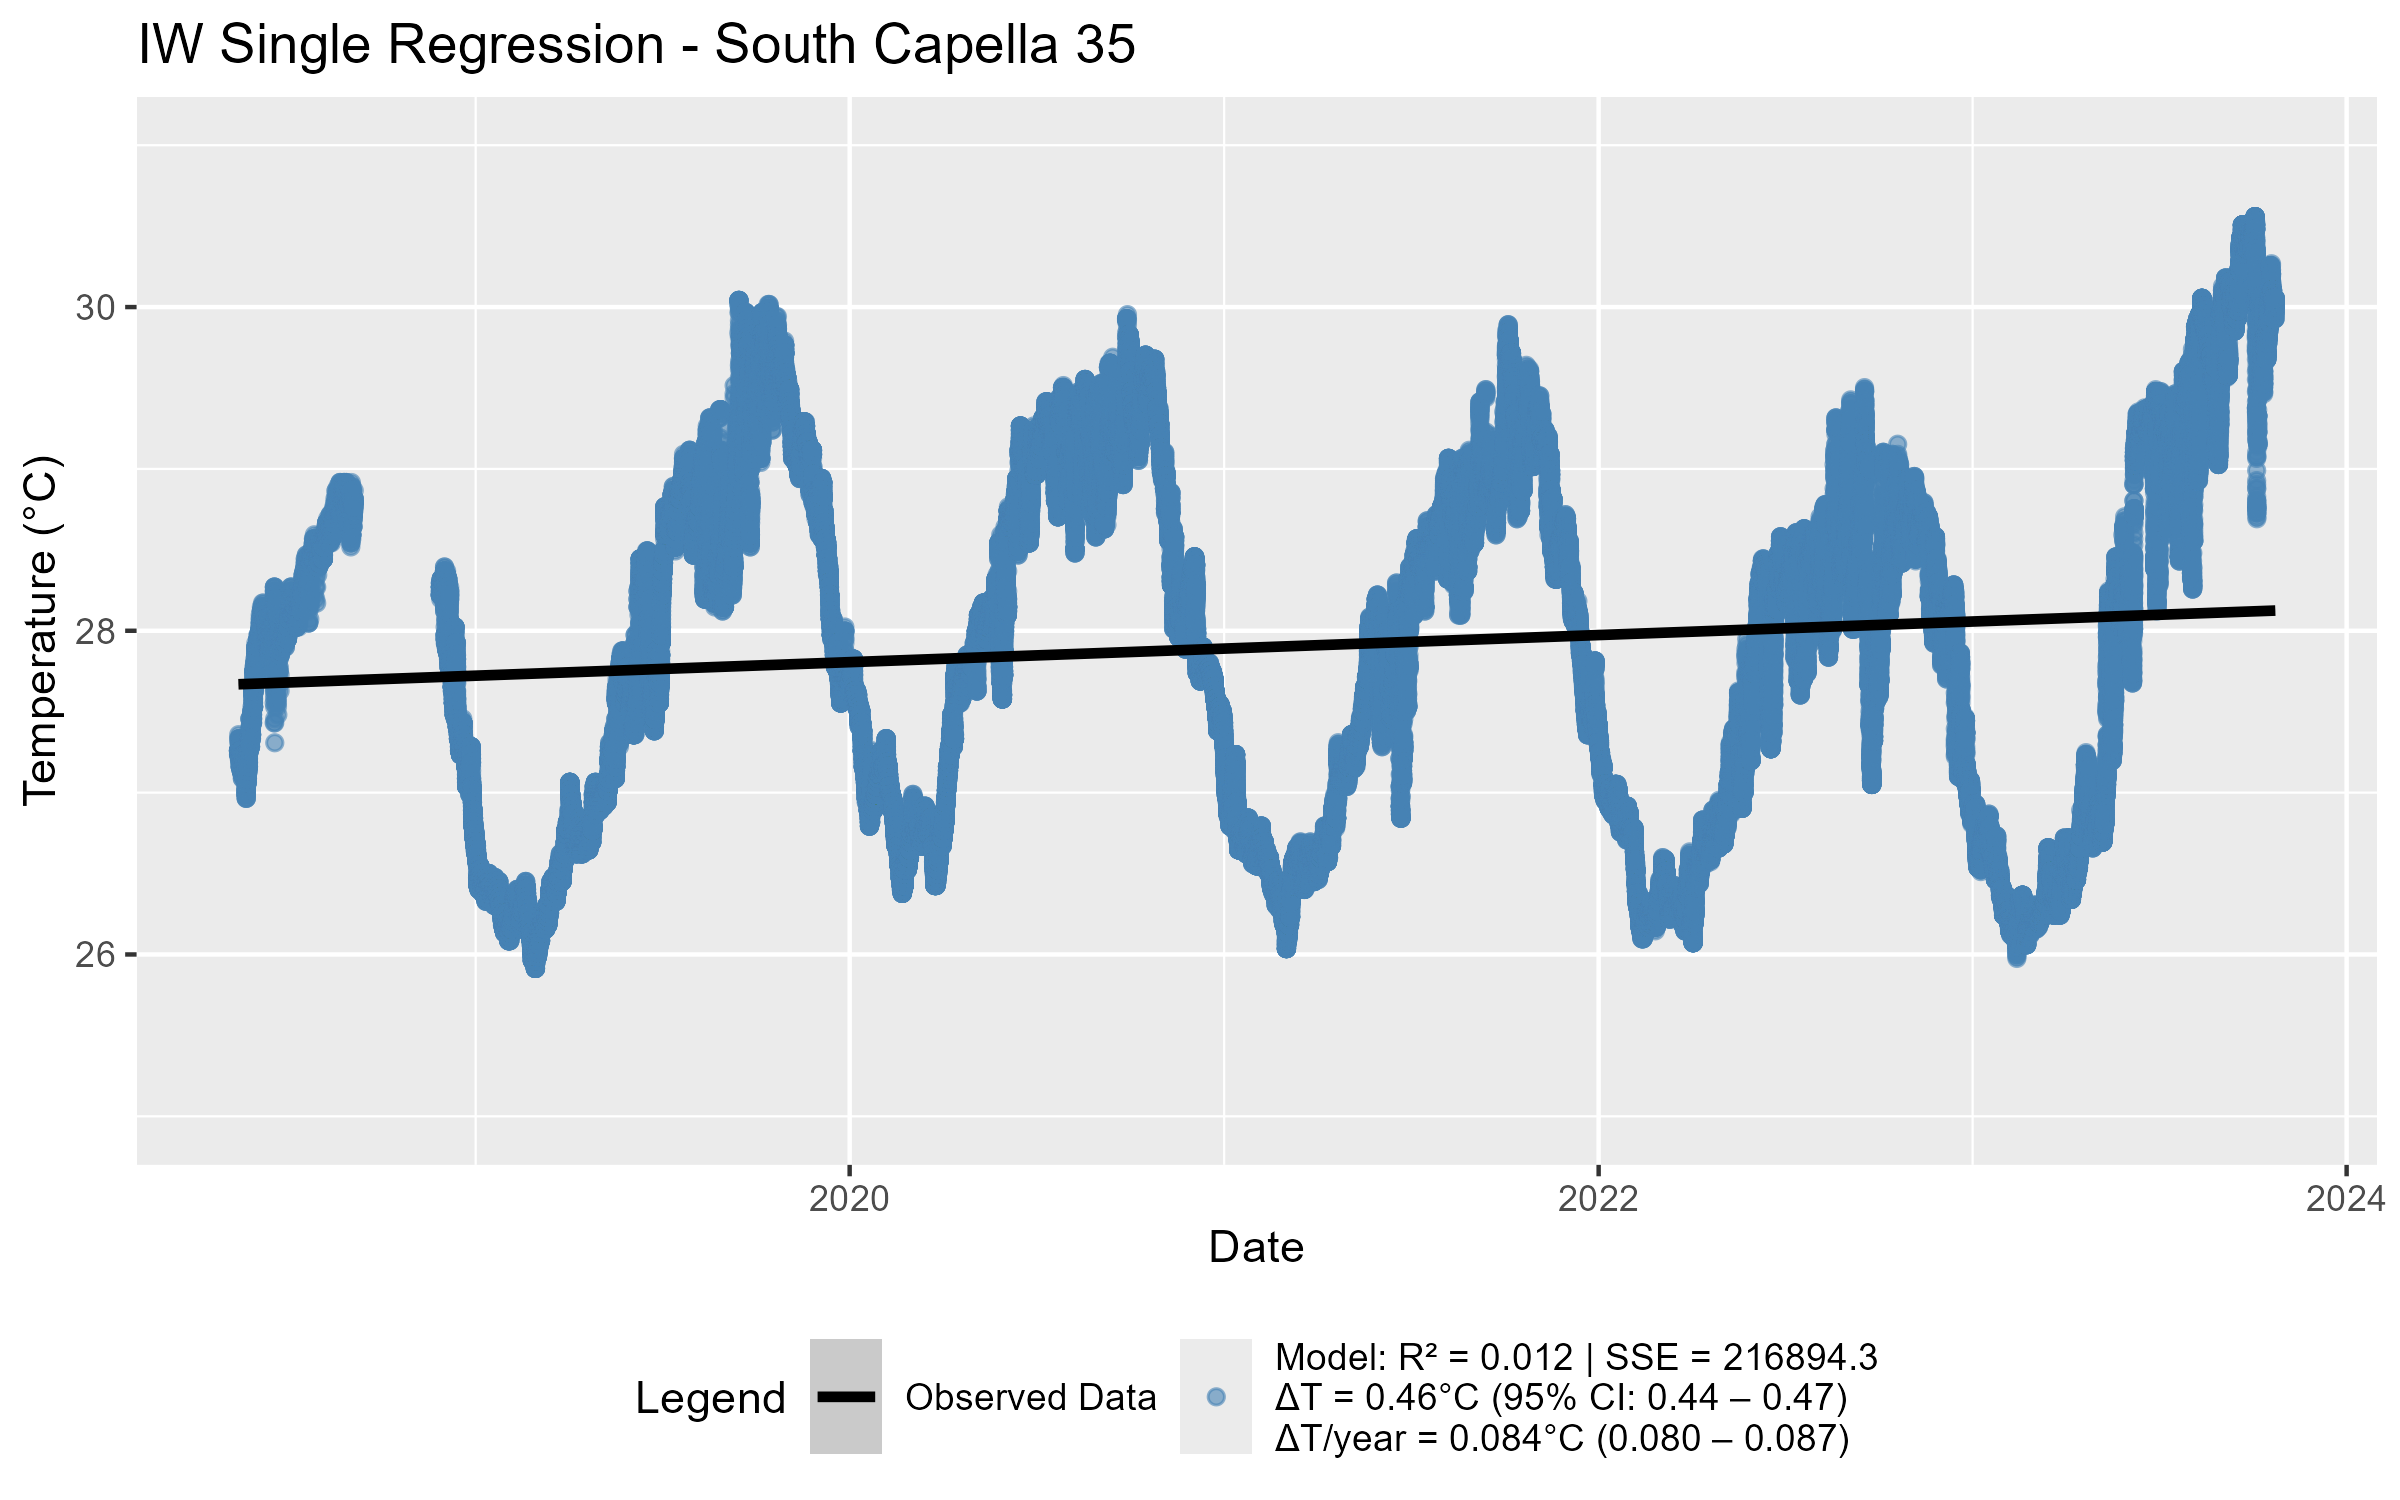 IW Single Regression - South Capella 35
Temperature (°C)
30
28
26
2020
2022
2024
Date
Legend
Observed Data
Model: R² = 0.012 | SSE = 216894.3
ΔT = 0.46°C (95% CI: 0.44 – 0.47)
ΔT/year = 0.084°C (0.080 – 0.087)